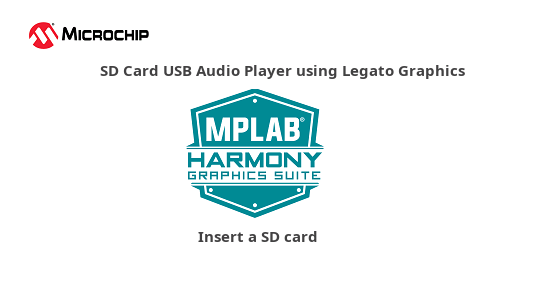 MICROCHIP
SD Card USB Audio Player using Legato Graphics
MPLAB®
HARMONY
GRAPHICS SUITE
Insert a SD card